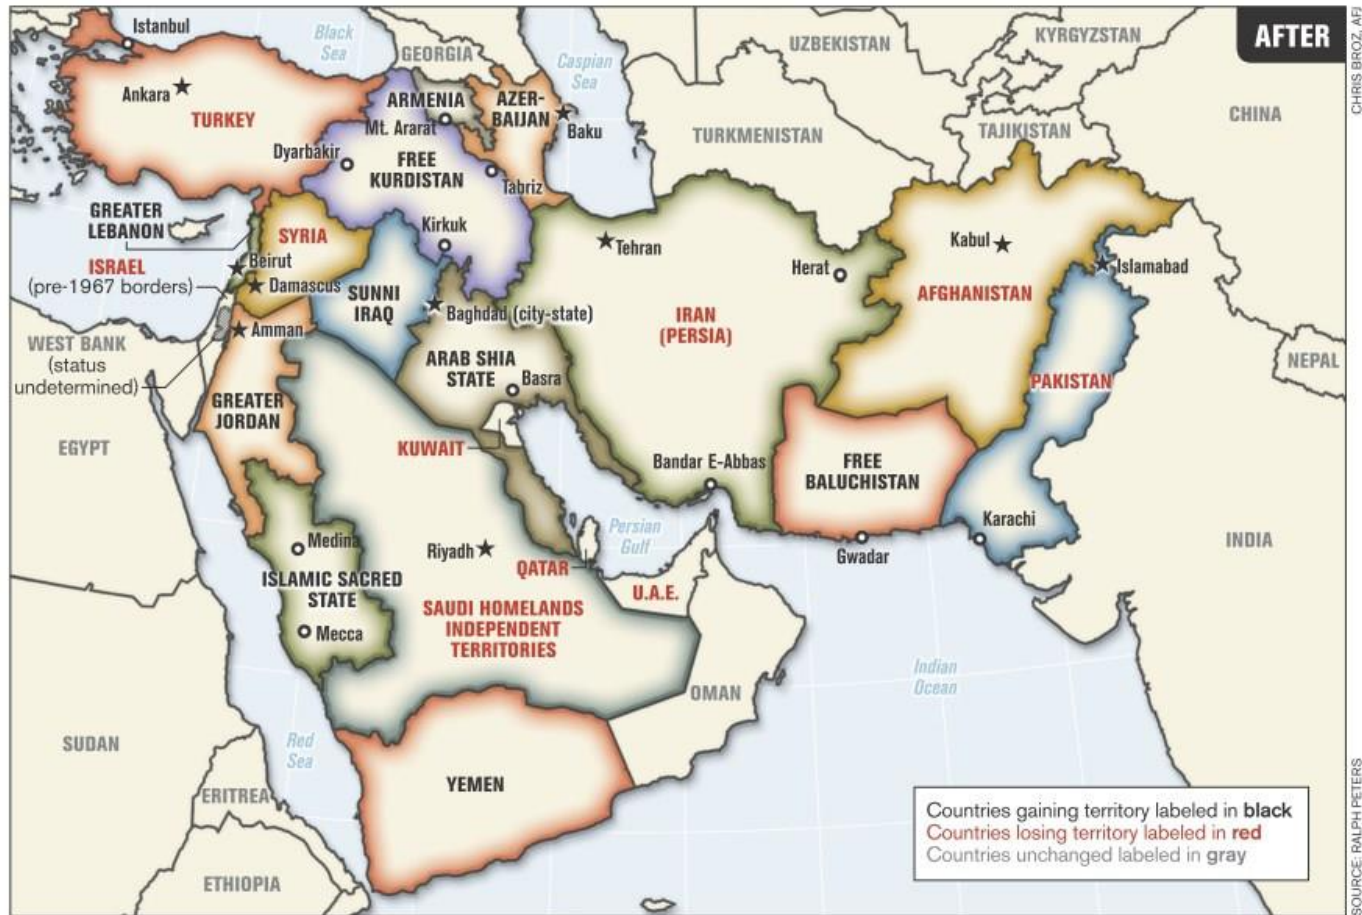 AFTER
CHRIS BROZ, AFJ
Istanbul
Black
Sea
GEORGIA
Caspian
Sea
UZBEKISTAN
KYRGYZSTAN
Ankara
TURKEY
ARMENIA
Mt. Ararat
AZER-
BAIJAN
Baku
TURKMENISTAN
TAJIKISTAN
CHINA
Dyarbakir
FREE
KURDISTAN
Tabriz
GREATER
LEBANON
SYRIA
Kirkuk
Tehran
Herat
Kabul
Islamabad
ISRAEL
(pre-1967 borders)
Beirut
Damascus
SUNNI
IRAQ
Baghdad (city-state)
IRAN
(PERSIA)
AFGHANISTAN
WEST BANK
(status
undetermined)
Amman
ARAB SHIA
STATE
Basra
PAKISTAN
NEPAL
GREATER
JORDAN
EGYPT
KUWAIT
Bandar E-Abbas
FREE
BALUCHISTAN
Karachi
Gwadar
INDIA
Medina
Riyadh
Persian
Gulf
QATAR
U.A.E.
ISLAMIC SACRED
STATE
Mecca
SAUDI HOMELANDS
INDEPENDENT
TERRITORIES
OMAN
Indian
Ocean
SUDAN
Red
Sea
YEMEN
ERITREA
ETHIOPIA
Countries gaining territory labeled in black
Countries losing territory labeled in red
Countries unchanged labeled in gray
SOURCE: RALPH PETERS